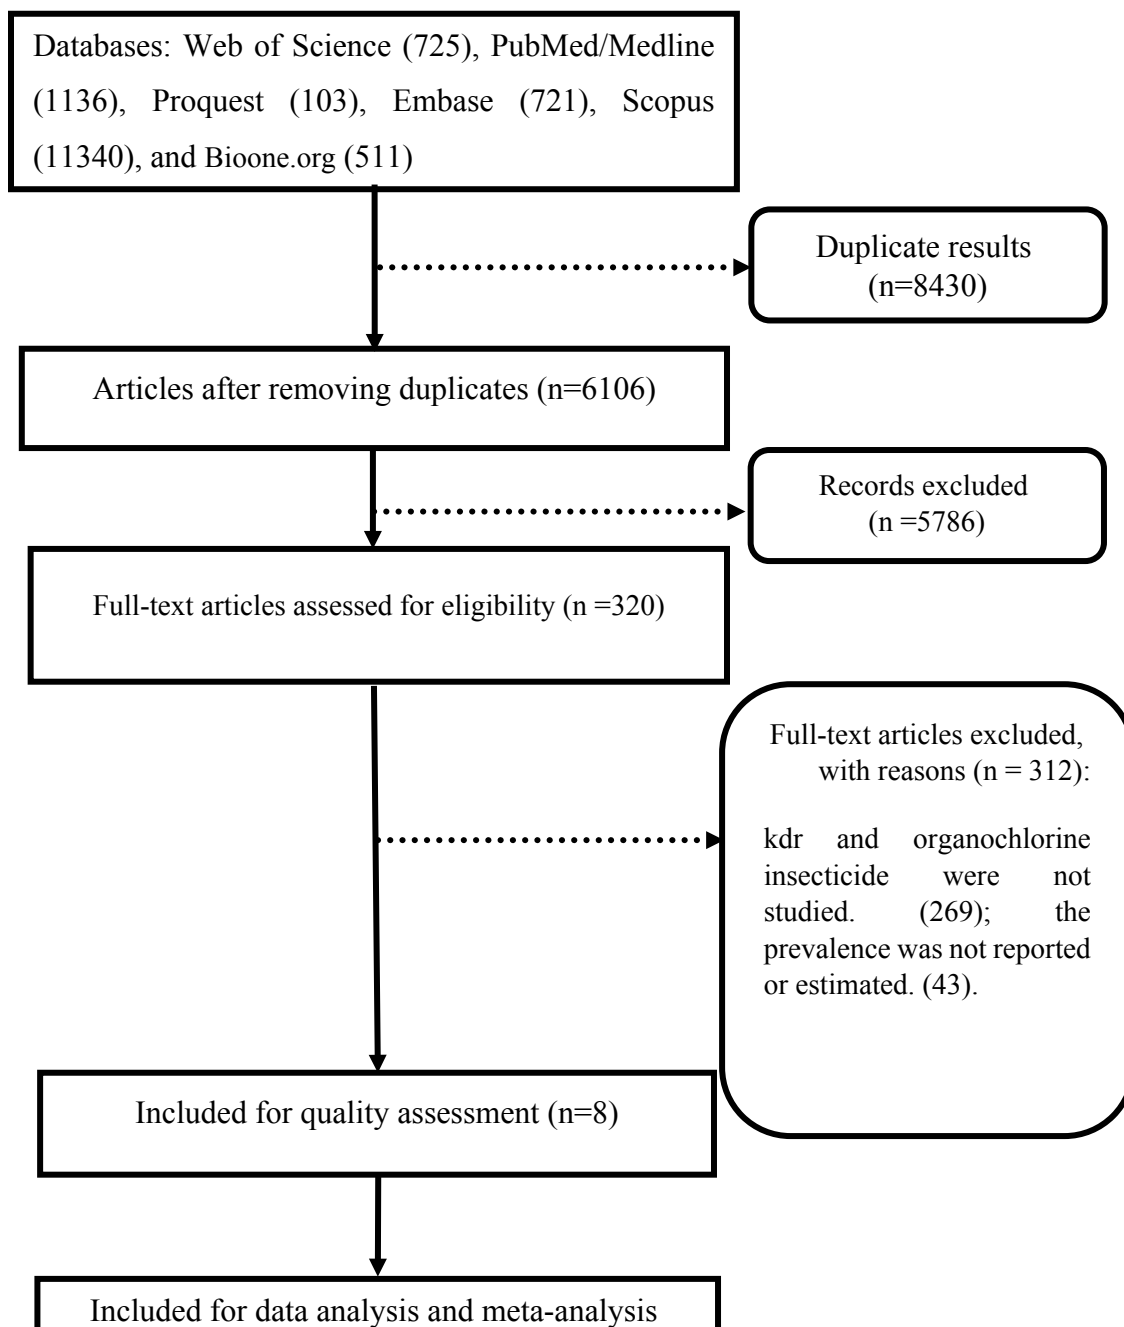 Databases: Web of Science (725), PubMed/Medline
(1136), Proquest (103), Embase (721), Scopus
(11340), and Bioone.org (511)
Duplicate results
(n=8430)
Articles after removing duplicates (n=6106)
Records excluded
(n =5786)
Full-text articles assessed for eligibility (n =320)
Full-text articles excluded,
with reasons (n = 312):
kdr and organochlorine
insecticide were not
studied. (269); the
prevalence was not reported
or estimated. (43).
Included for quality assessment (n=8)
Included for data analysis and meta-analysis